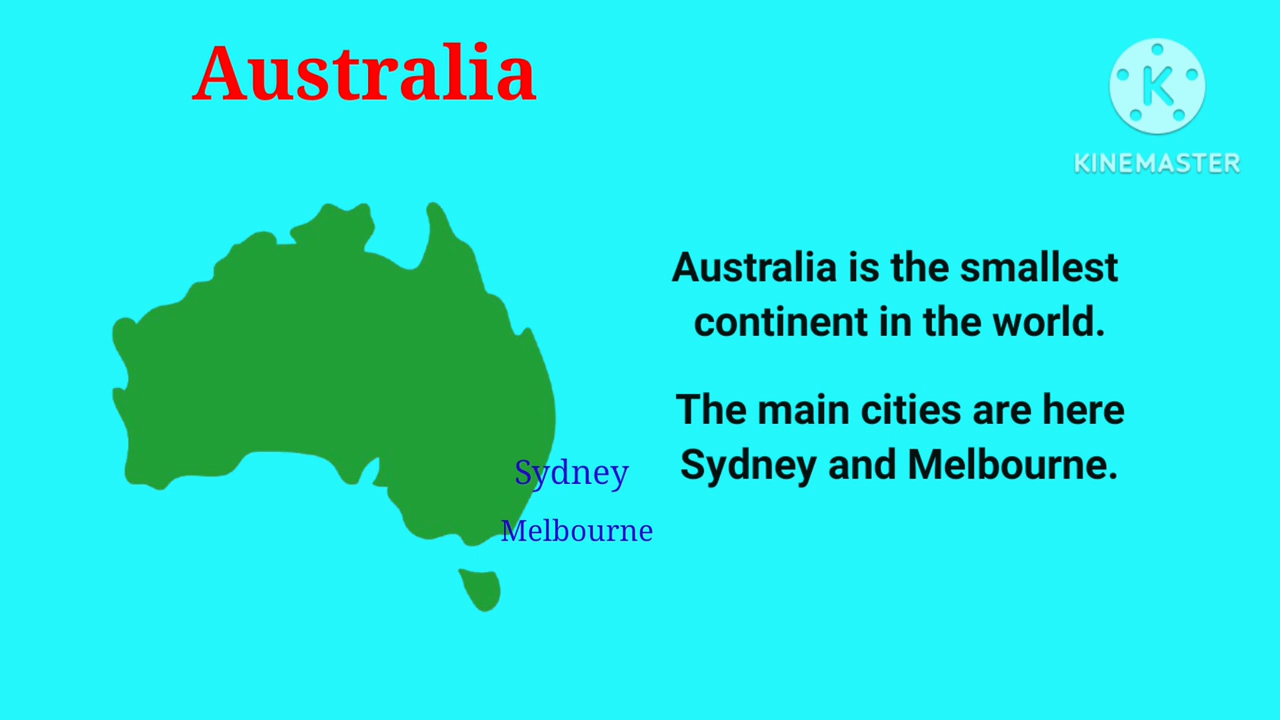 Australia
K
KINEMASTER
Australia is the smallest
continent in the world.
The main cities are here
Sydney and Melbourne.
Sydney
Melbourne